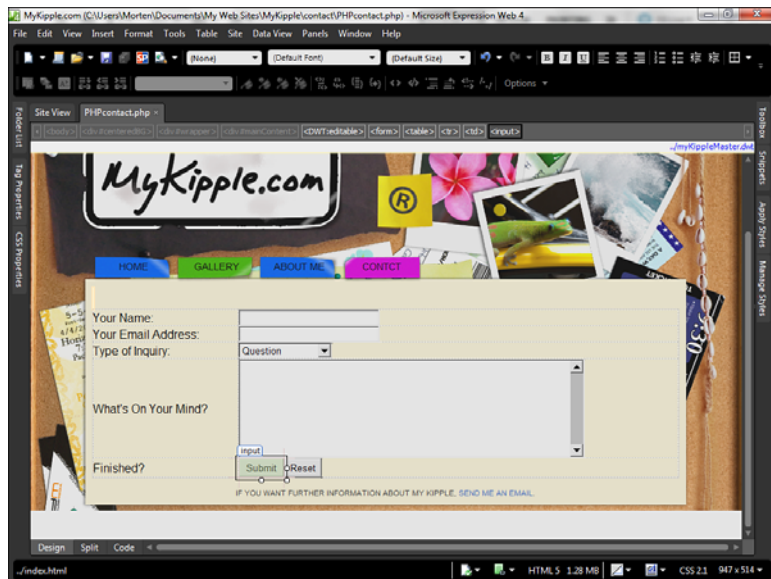 MyKipple.com (C:\Users\Morten\Documents\My Web Sites\MyKipple\contact\PHPcontact.php) - Microsoft Expression Web 4
File Edit View Insert Format Tools Table Site Data View Panels Window Help
(None) (Default Font) (Default Size) B I U
Options
Site View PHPcontact.php ×
<body> <div#centeredBG> <div#wrapper> <div#mainContent> <DWT:editable> <form> <table> <tr> <td> <input>
../myKippleMaster.dwt
Folder List
Tag Properties
CSS Properties
Toolbox
Snippets
Apply Styles
Manage Styles
MyKipple.com
®
HOME GALLERY ABOUT ME CONTCT
TICKET
9:30
Your Name:
Your Email Address:
Type of Inquiry: Question
What's On Your Mind?
input
Finished? Submit Reset
IF YOU WANT FURTHER INFORMATION ABOUT MY KIPPLE, SEND ME AN EMAIL.
Design Split Code
../index.html HTML 5 1.28 MB CSS 2.1 947 x 514